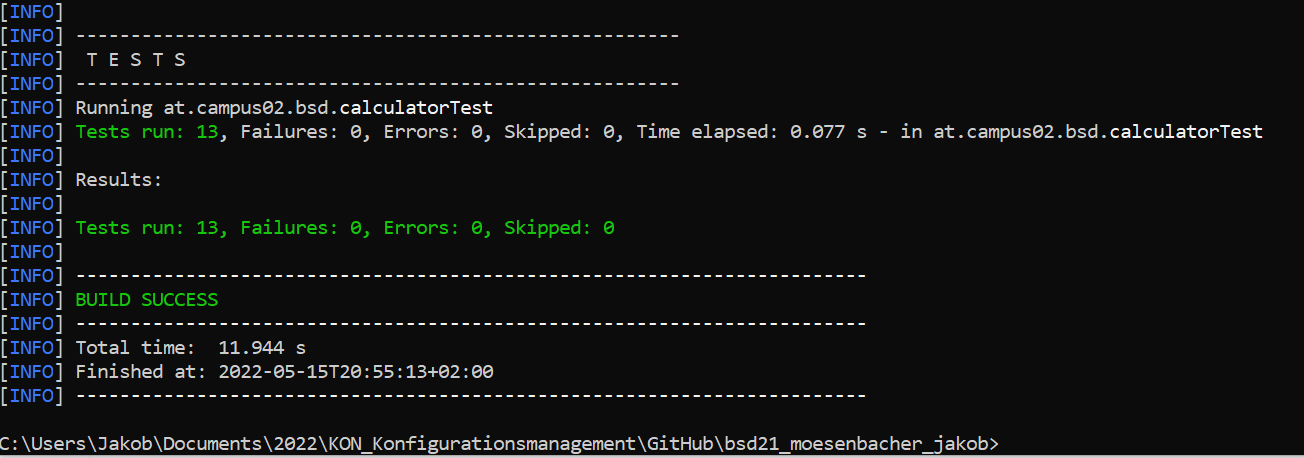 [INFO]
[INFO] -------------------------------------------------------
[INFO]  T E S T S
[INFO] -------------------------------------------------------
[INFO] Running at.campus02.bsd.calculatorTest
[INFO] Tests run: 13, Failures: 0, Errors: 0, Skipped: 0, Time elapsed: 0.077 s - in at.campus02.bsd.calculatorTest
[INFO]
[INFO] Results:
[INFO]
[INFO] Tests run: 13, Failures: 0, Errors: 0, Skipped: 0
[INFO]
[INFO] ------------------------------------------------------------------------
[INFO] BUILD SUCCESS
[INFO] ------------------------------------------------------------------------
[INFO] Total time:  11.944 s
[INFO] Finished at: 2022-05-15T20:55:13+02:00
[INFO] ------------------------------------------------------------------------
C:\Users\Jakob\Documents\2022\KON_Konfigurationsmanagement\GitHub\bsd21_moesenbacher_jakob>